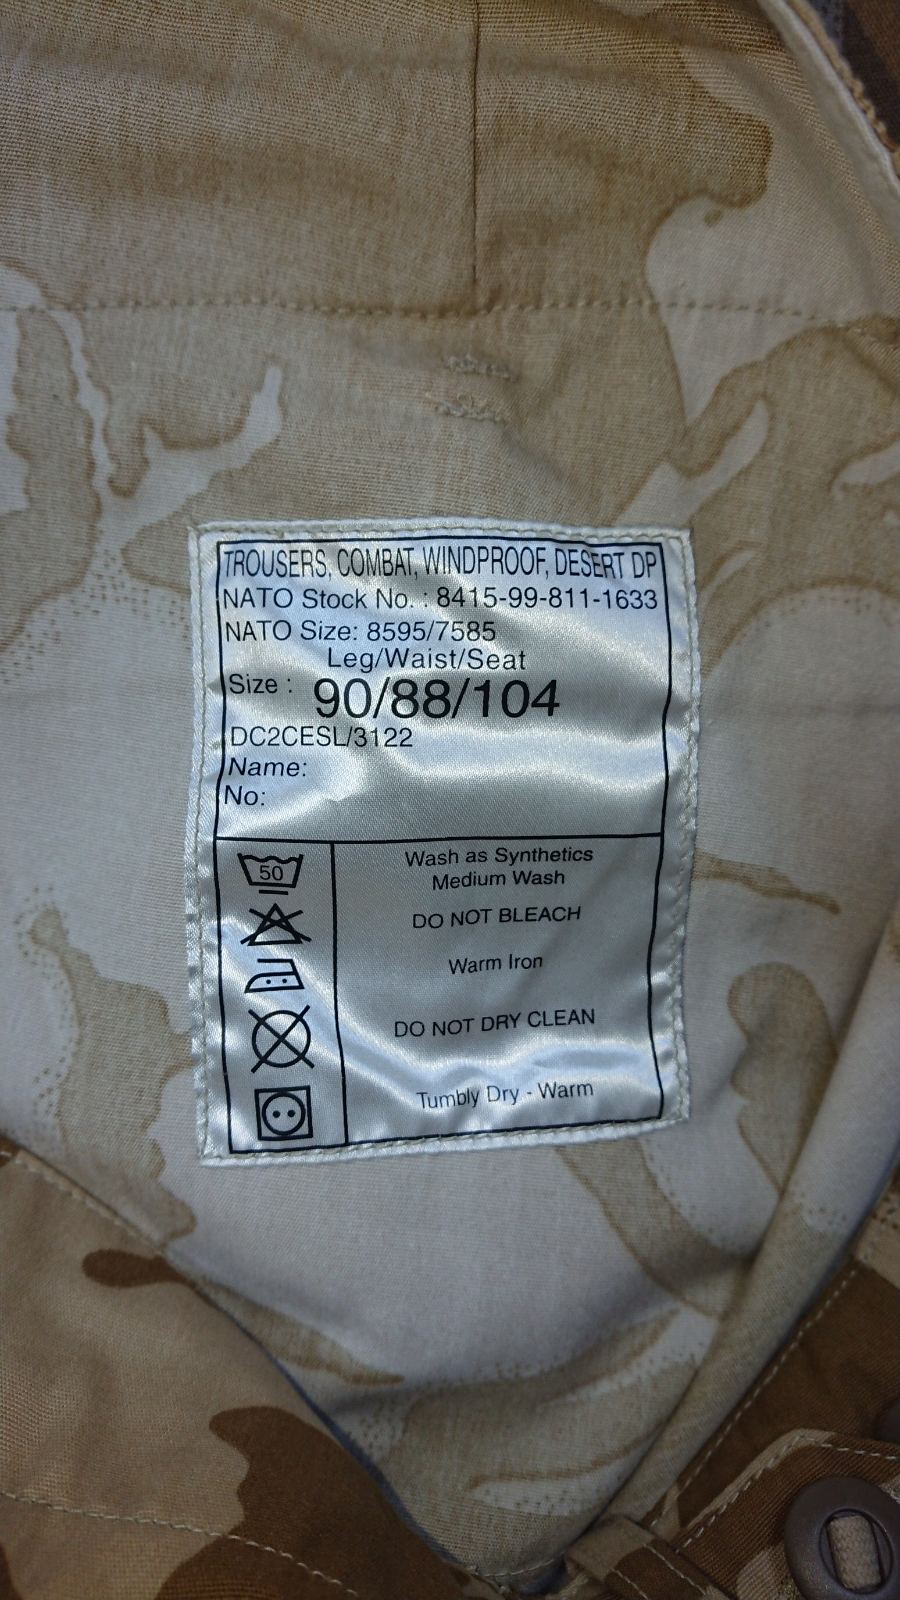 TROUSERS, COMBAT, WINDPROOF, DESERT DP
NATO Stock No. : 8415-99-811-1633
NATO Size: 8595/7585
Leg/Waist/Seat
Size : 90/88/104
DC2CESL/3122
Name:
No:
50
Wash as Synthetics
Medium Wash
DO NOT BLEACH
Warm Iron
DO NOT DRY CLEAN
Tumbly Dry - Warm